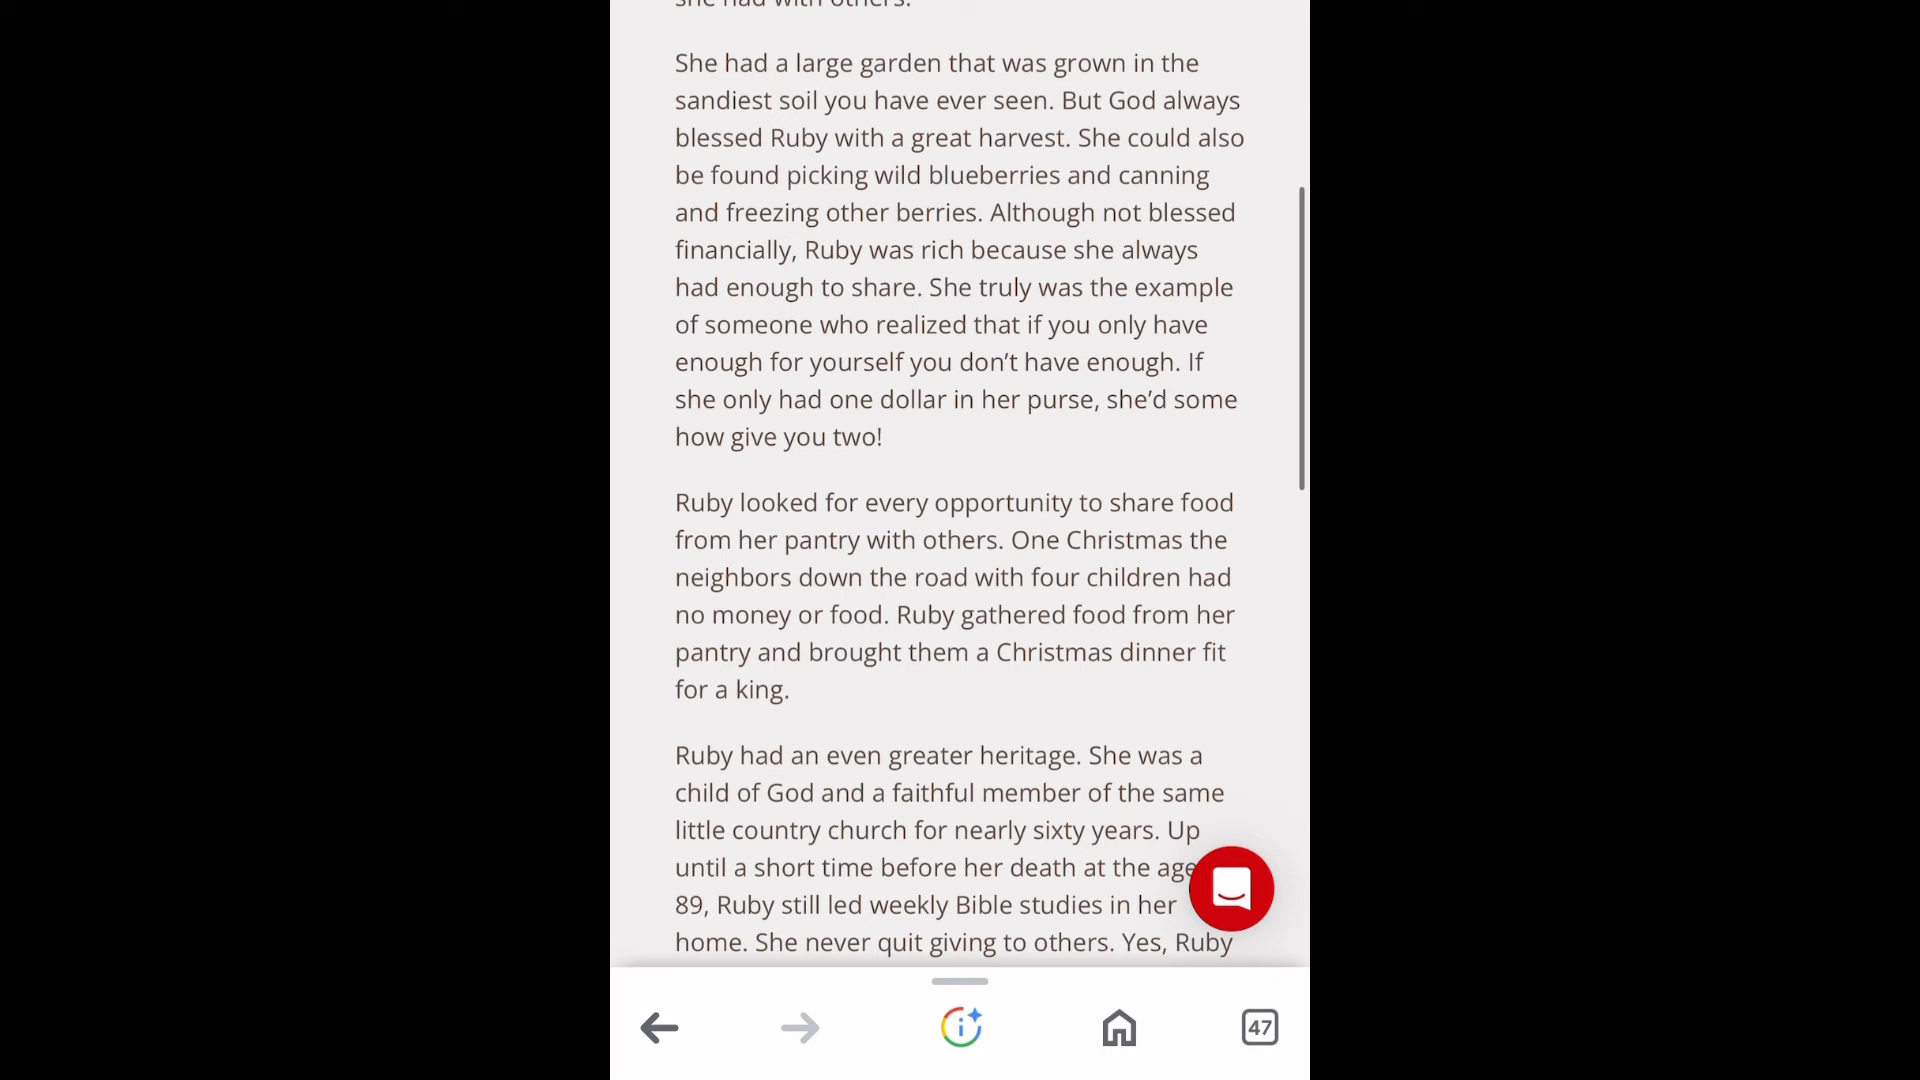 she had with others.
She had a large garden that was grown in the
sandiest soil you have ever seen. But God always
blessed Ruby with a great harvest. She could also
be found picking wild blueberries and canning
and freezing other berries. Although not blessed
financially, Ruby was rich because she always
had enough to share. She truly was the example
of someone who realized that if you only have
enough for yourself you don’t have enough. If
she only had one dollar in her purse, she’d some
how give you two!
Ruby looked for every opportunity to share food
from her pantry with others. One Christmas the
neighbors down the road with four children had
no money or food. Ruby gathered food from her
pantry and brought them a Christmas dinner fit
for a king.
Ruby had an even greater heritage. She was a
child of God and a faithful member of the same
little country church for nearly sixty years. Up
until a short time before her death at the age
89, Ruby still led weekly Bible studies in her
home. She never quit giving to others. Yes, Ruby
47